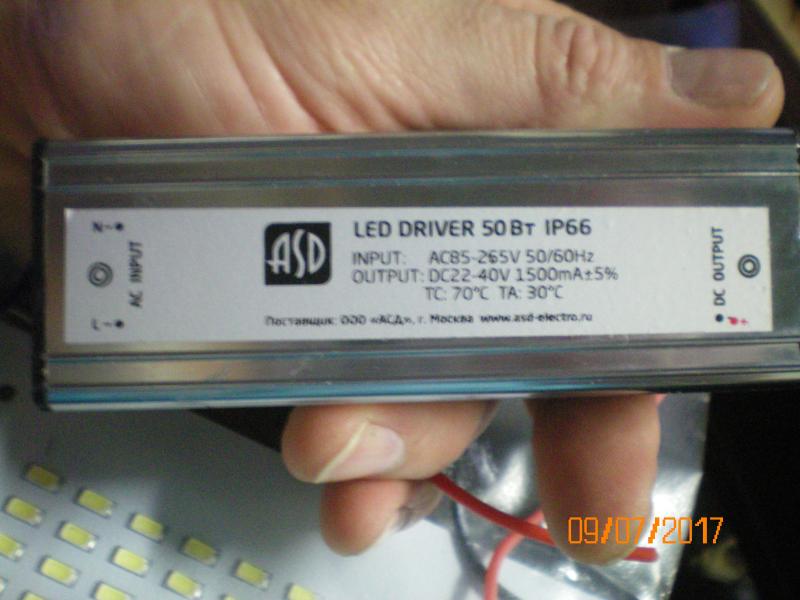 N~
AC INPUT
L~
ASD
LED DRIVER 50Вт IP66
INPUT: AC85-265V 50/60Hz
OUTPUT: DC22-40V 1500mA±5%
TC: 70°C TA: 30°C
Поставщик: ООО «АСД», г. Москва www.asd-electro.ru
DC OUTPUT
09/07/2017